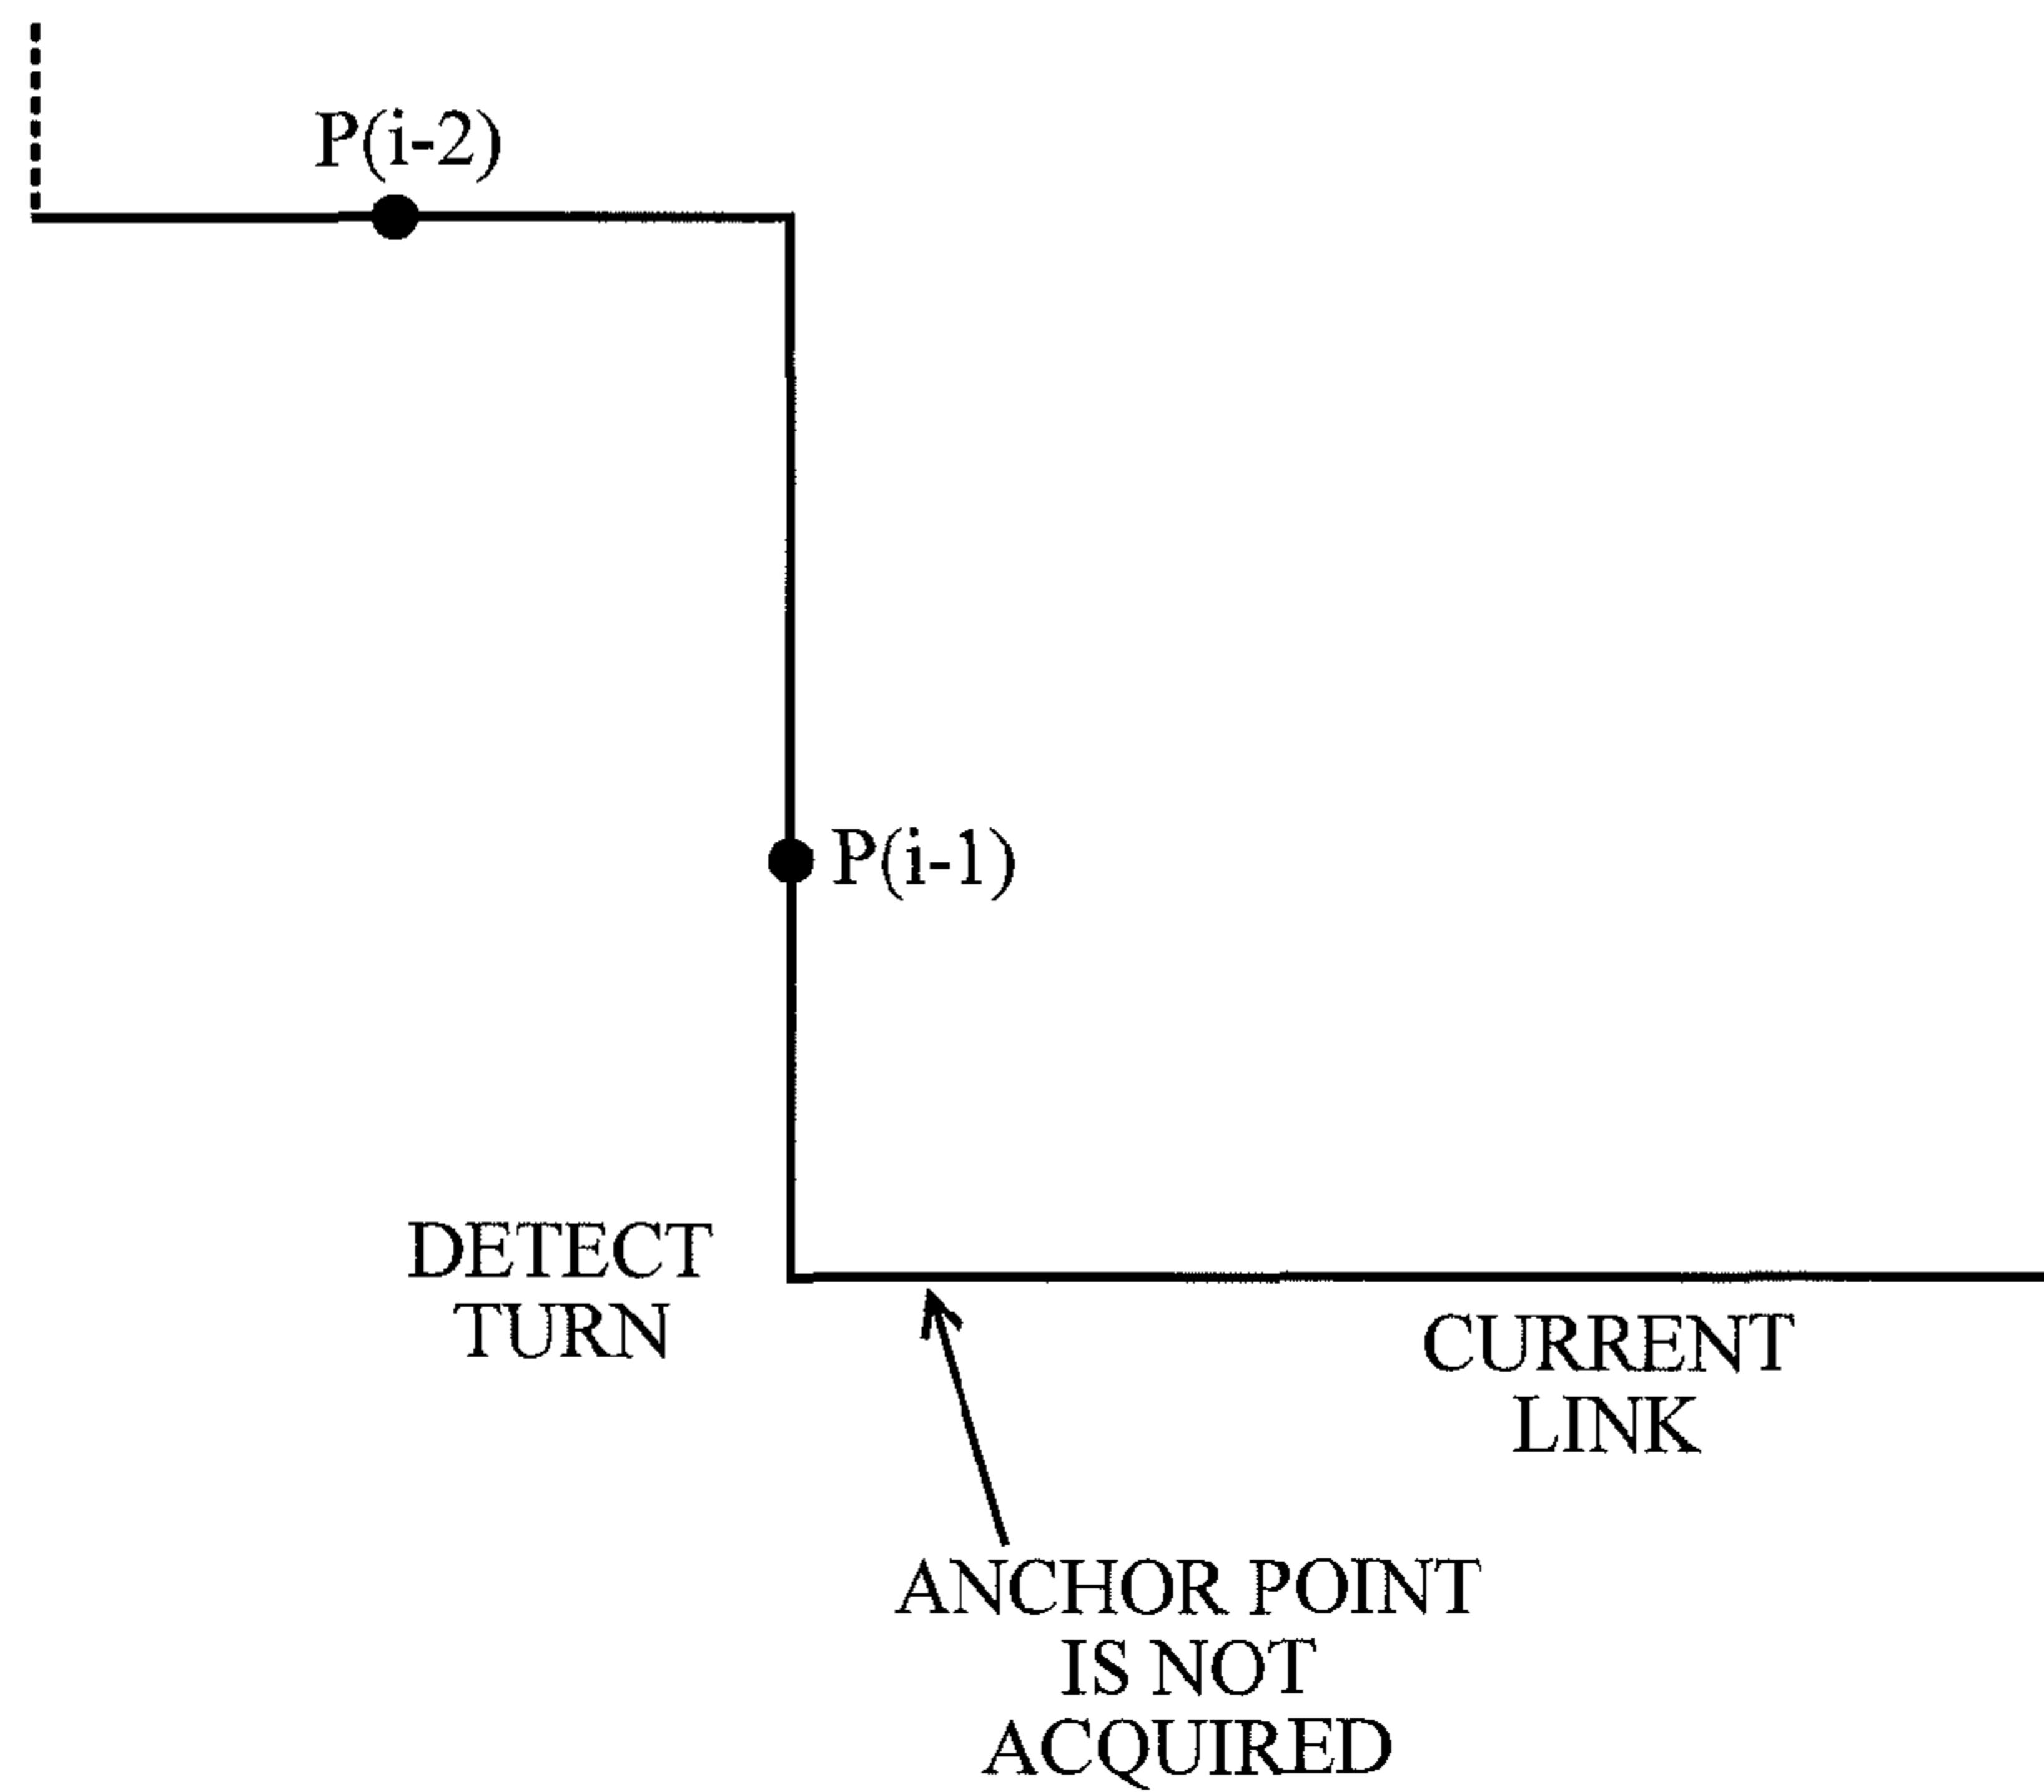 P(i-2)
P(i-1)
DETECT
TURN
CURRENT
LINK
ANCHOR POINT
IS NOT
ACQUIRED